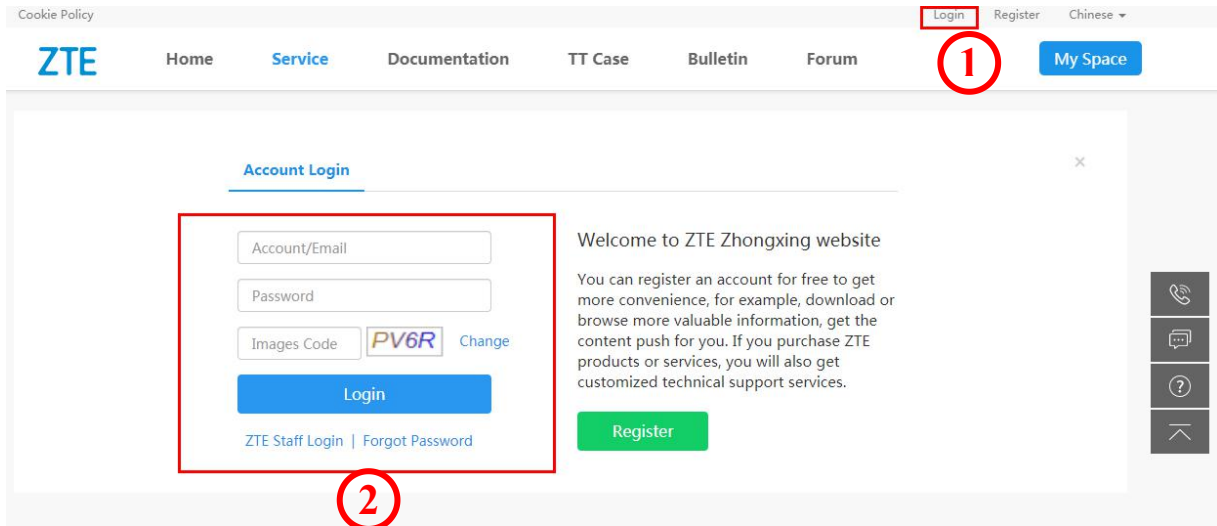 Cookie Policy
Login Register Chinese
ZTE Home Service Documentation TT Case Bulletin Forum My Space
1
Account Login
×
Account/Email
Password
Images Code PV6R Change
Login
ZTE Staff Login | Forgot Password
2
Welcome to ZTE Zhongxing website
You can register an account for free to get
more convenience, for example, download or
browse more valuable information, get the
content push for you. If you purchase ZTE
products or services, you will also get
customized technical support services.
Register